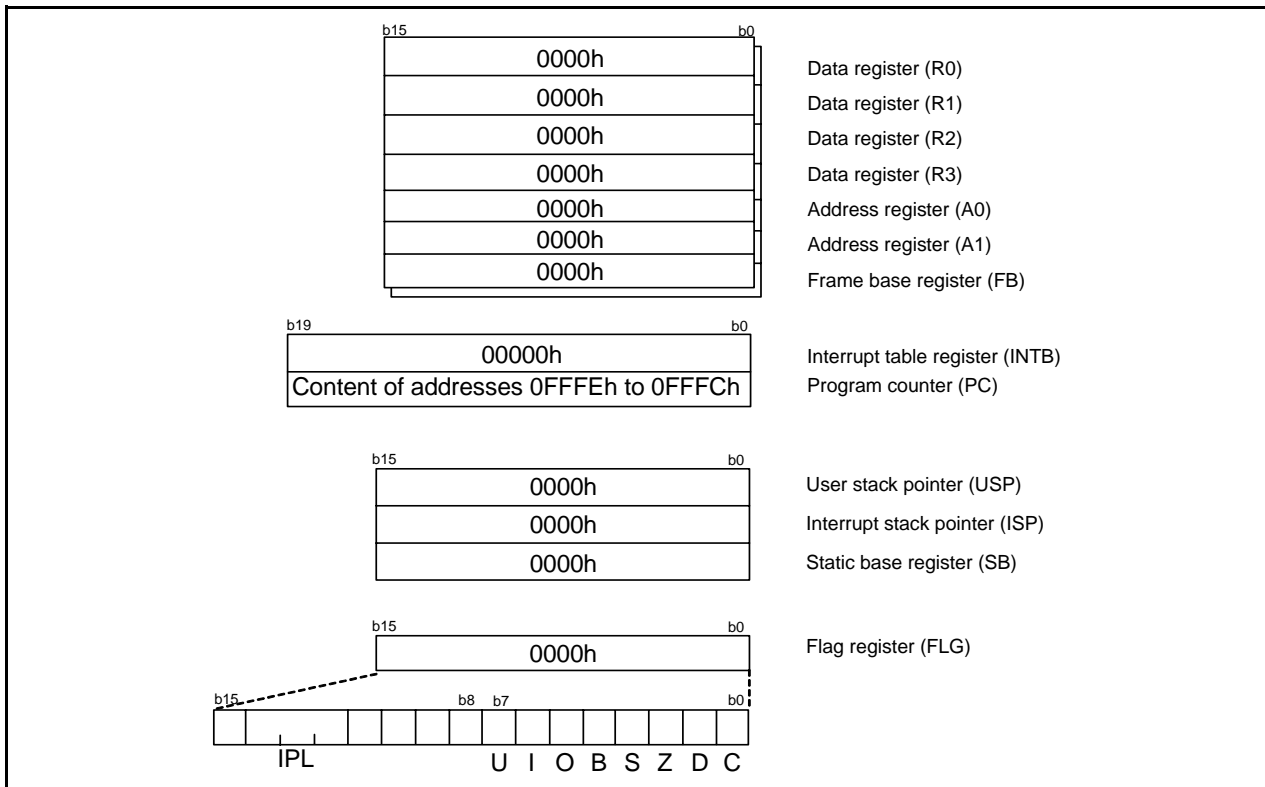 b15 b0
0000h Data register (R0)
0000h Data register (R1)
0000h Data register (R2)
0000h Data register (R3)
0000h Address register (A0)
0000h Address register (A1)
0000h Frame base register (FB)
b19 b0
00000h Interrupt table register (INTB)
Content of addresses 0FFFEh to 0FFFCh Program counter (PC)
b15 b0
0000h User stack pointer (USP)
0000h Interrupt stack pointer (ISP)
0000h Static base register (SB)
b15 b0
0000h Flag register (FLG)
b15 b8 b7 b0
IPL U I O B S Z D C